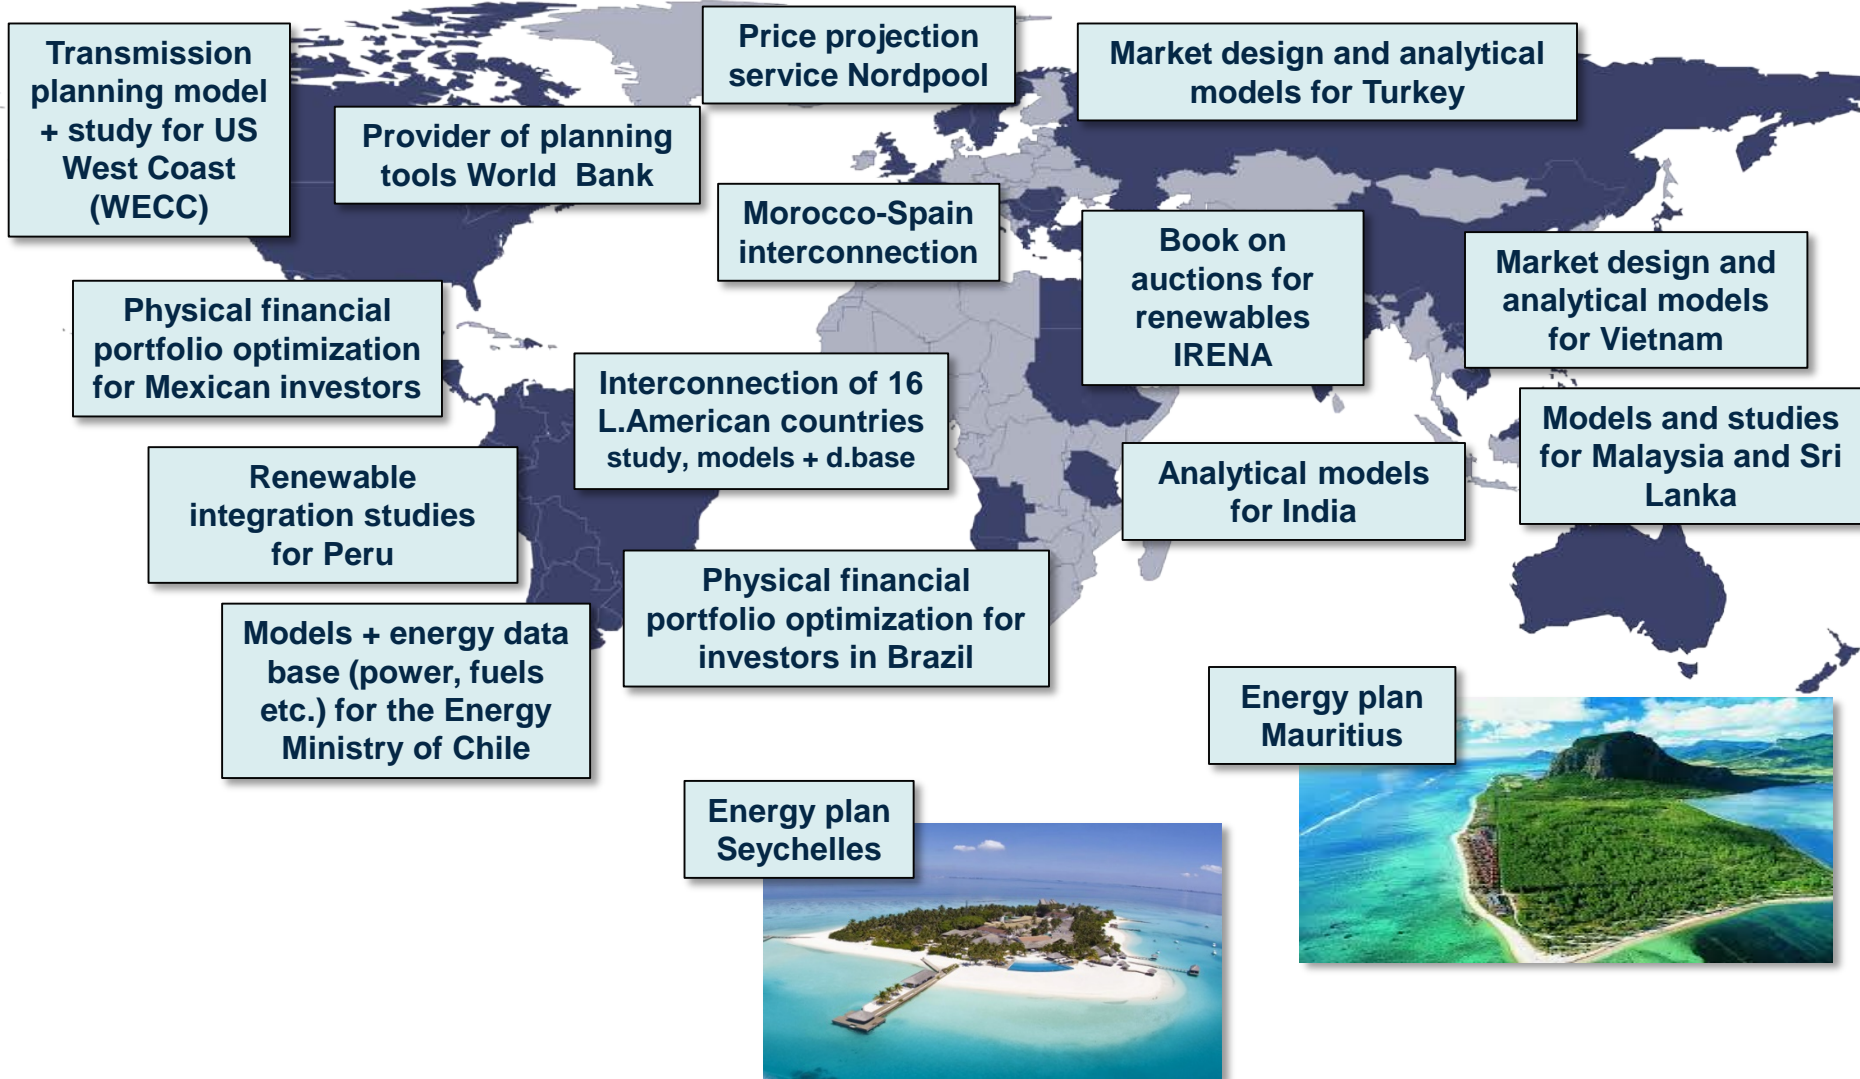 Transmission
planning model
+ study for US
West Coast
(WECC)
Provider of planning
tools World Bank
Price projection
service Nordpool
Market design and analytical
models for Turkey
Morocco-Spain
interconnection
Book on
auctions for
renewables
IRENA
Market design and
analytical models
for Vietnam
Physical financial
portfolio optimization
for Mexican investors
Interconnection of 16
L.American countries
study, models + d.base
Models and studies
for Malaysia and Sri
Lanka
Analytical models
for India
Renewable
integration studies
for Peru
Physical financial
portfolio optimization for
investors in Brazil
Models + energy data
base (power, fuels
etc.) for the Energy
Ministry of Chile
Energy plan
Mauritius
Energy plan
Seychelles